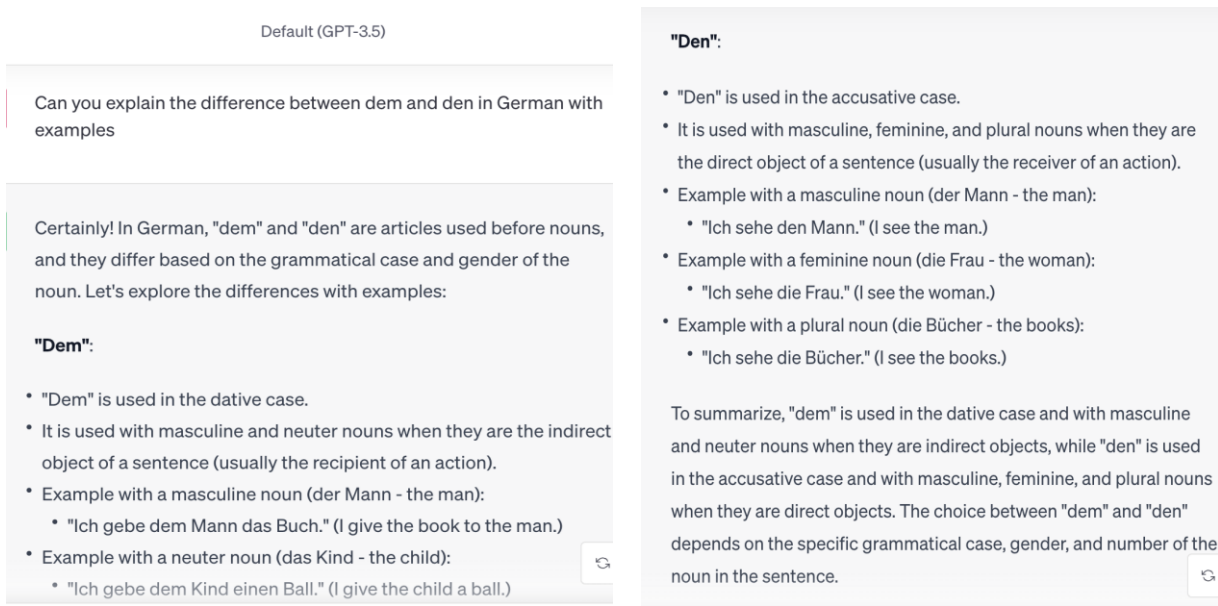 Default (GPT-3.5)
Can you explain the difference between dem and den in German with
examples
Certainly! In German, "dem" and "den" are articles used before nouns,
and they differ based on the grammatical case and gender of the
noun. Let's explore the differences with examples:
"Dem":
• "Dem" is used in the dative case.
• It is used with masculine and neuter nouns when they are the indirect
object of a sentence (usually the recipient of an action).
• Example with a masculine noun (der Mann - the man):
• "Ich gebe dem Mann das Buch." (I give the book to the man.)
• Example with a neuter noun (das Kind - the child):
• "Ich gebe dem Kind einen Ball." (I give the child a ball.)
"Den":
• "Den" is used in the accusative case.
• It is used with masculine, feminine, and plural nouns when they are
the direct object of a sentence (usually the receiver of an action).
• Example with a masculine noun (der Mann - the man):
• "Ich sehe den Mann." (I see the man.)
• Example with a feminine noun (die Frau - the woman):
• "Ich sehe die Frau." (I see the woman.)
• Example with a plural noun (die Bücher - the books):
• "Ich sehe die Bücher." (I see the books.)
To summarize, "dem" is used in the dative case and with masculine
and neuter nouns when they are indirect objects, while "den" is used
in the accusative case and with masculine, feminine, and plural nouns
when they are direct objects. The choice between "dem" and "den"
depends on the specific grammatical case, gender, and number of the
noun in the sentence.